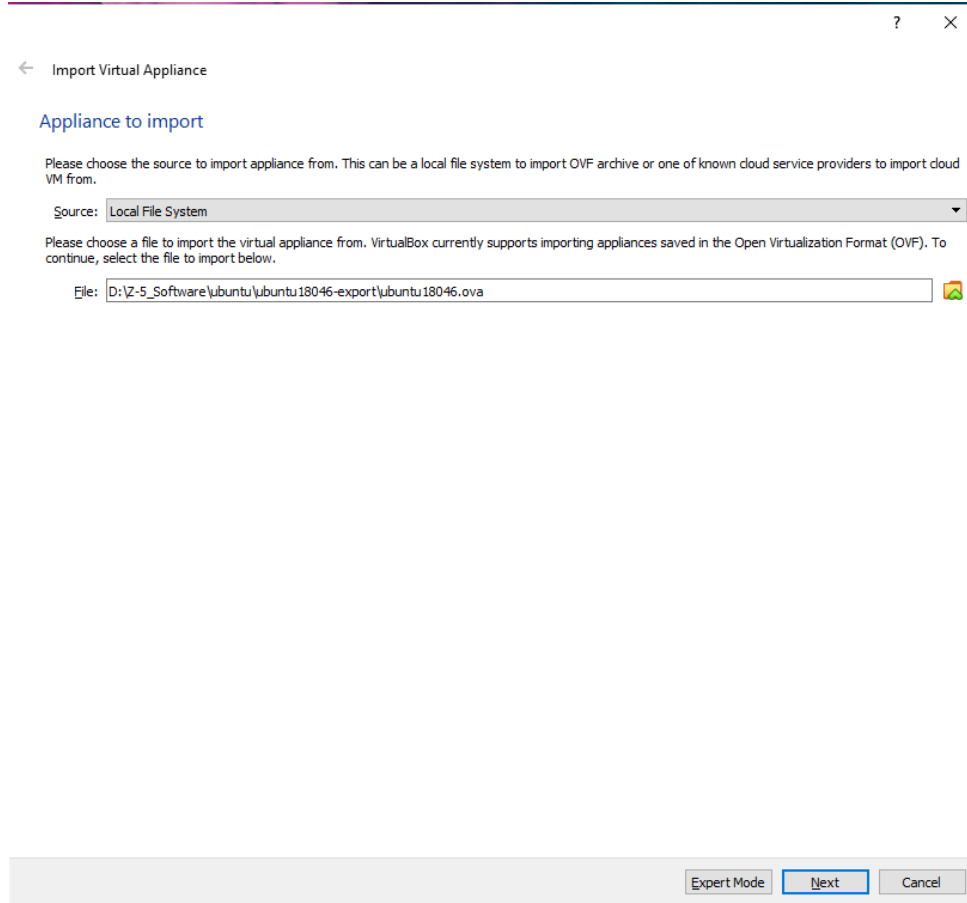 ?
Import Virtual Appliance
Appliance to import
Please choose the source to import appliance from. This can be a local file system to import OVF archive or one of known cloud service providers to import cloud
VM from.
Source: Local File System
Please choose a file to import the virtual appliance from. VirtualBox currently supports importing appliances saved in the Open Virtualization Format (OVF). To
continue, select the file to import below.
File: D:\Z-5_Software\ubuntu\ubuntu18046-export\ubuntu18046.ova
Expert Mode Next Cancel